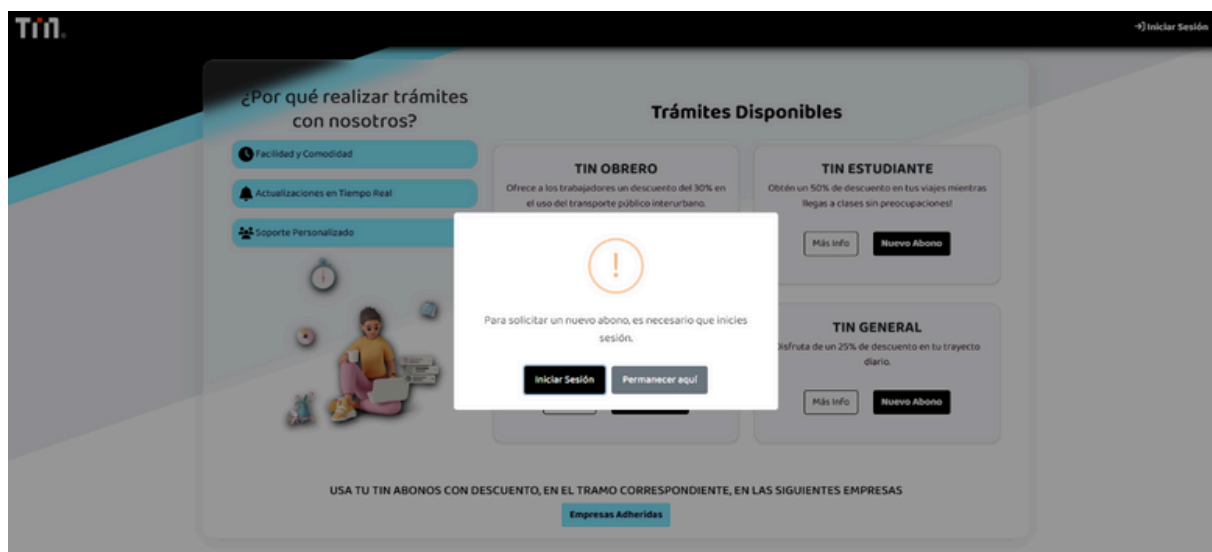 TIN.
Iniciar Sesión
¿Por qué realizar trámites
con nosotros?
Facilidad y Comodidad
Actualizaciones en Tiempo Real
Soporte Personalizado
Trámites Disponibles
TIN OBRERO
Ofrece a los trabajadores un descuento del 30% en
el uso del transporte público interurbano.
TIN ESTUDIANTE
Obtén un 50% de descuento en tus viajes mientras
llegas a clases sin preocupaciones!
Más Info
Nuevo Abono
Para solicitar un nuevo abono, es necesario que inicies
sesión.
Iniciar Sesión
Permanecer aquí
TIN GENERAL
Disfruta de un 25% de descuento en tu trayecto
diario.
Más Info
Nuevo Abono
USA TU TIN ABONOS CON DESCUENTO, EN EL TRAMO CORRESPONDIENTE, EN LAS SIGUIENTES EMPRESAS
Empresas Adheridas